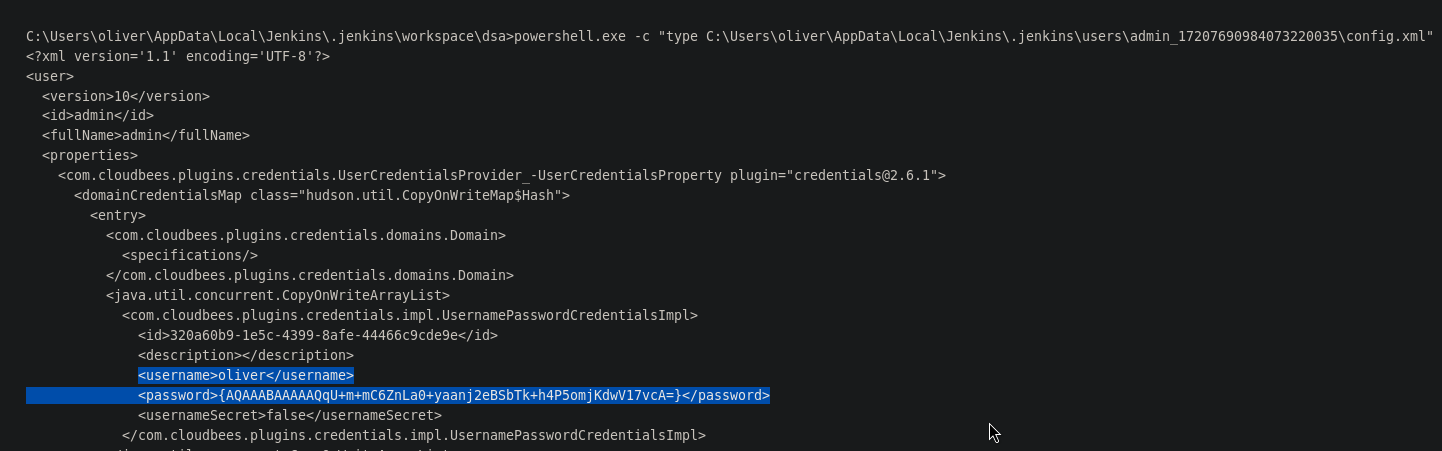 C:\Users\oliver\AppData\Local\Jenkins\.jenkins\workspace\dsa>powershell.exe -c "type C:\Users\oliver\AppData\Local\Jenkins\.jenkins\users\admin_17207690984073220035\config.xml"
<?xml version='1.1' encoding='UTF-8'?>
<user>
  <version>10</version>
  <id>admin</id>
  <fullName>admin</fullName>
  <properties>
    <com.cloudbees.plugins.credentials.UserCredentialsProvider_-UserCredentialsProperty plugin="credentials@2.6.1">
      <domainCredentialsMap class="hudson.util.CopyOnWriteMap$Hash">
        <entry>
          <com.cloudbees.plugins.credentials.domains.Domain>
            <specifications/>
          </com.cloudbees.plugins.credentials.domains.Domain>
          <java.util.concurrent.CopyOnWriteArrayList>
            <com.cloudbees.plugins.credentials.impl.UsernamePasswordCredentialsImpl>
              <id>320a60b9-1e5c-4399-8afe-44466c9cde9e</id>
              <description></description>
              <username>oliver</username>
              <password>{AQAAABAAAAAQqU+m+mC6ZnLa0+yaanj2eBSbTk+h4P5omjKdwV17vcA=}</password>
              <usernameSecret>false</usernameSecret>
            </com.cloudbees.plugins.credentials.impl.UsernamePasswordCredentialsImpl>